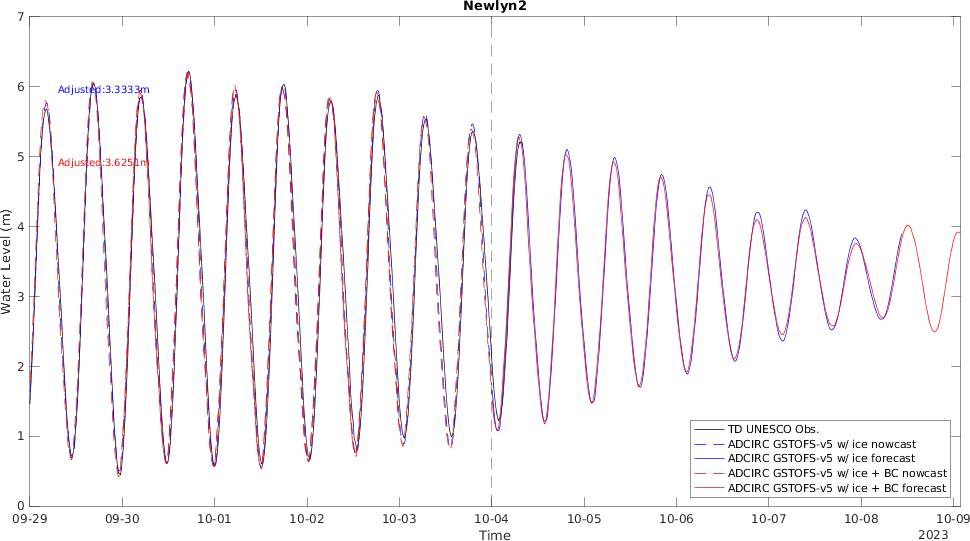 Newlyn2
7
6
5
4
3
2
1
0
Water Level (m)
Adjusted:3.3333m
Adjusted:3.6251m
TD UNESCO Obs.
ADCIRC GSTOFS-v5 w/ ice nowcast
ADCIRC GSTOFS-v5 w/ ice forecast
ADCIRC GSTOFS-v5 w/ ice + BC nowcast
ADCIRC GSTOFS-v5 w/ ice + BC forecast
09-29 09-30 10-01 10-02 10-03 10-04 10-05 10-06 10-07 10-08 10-09
Time
2023